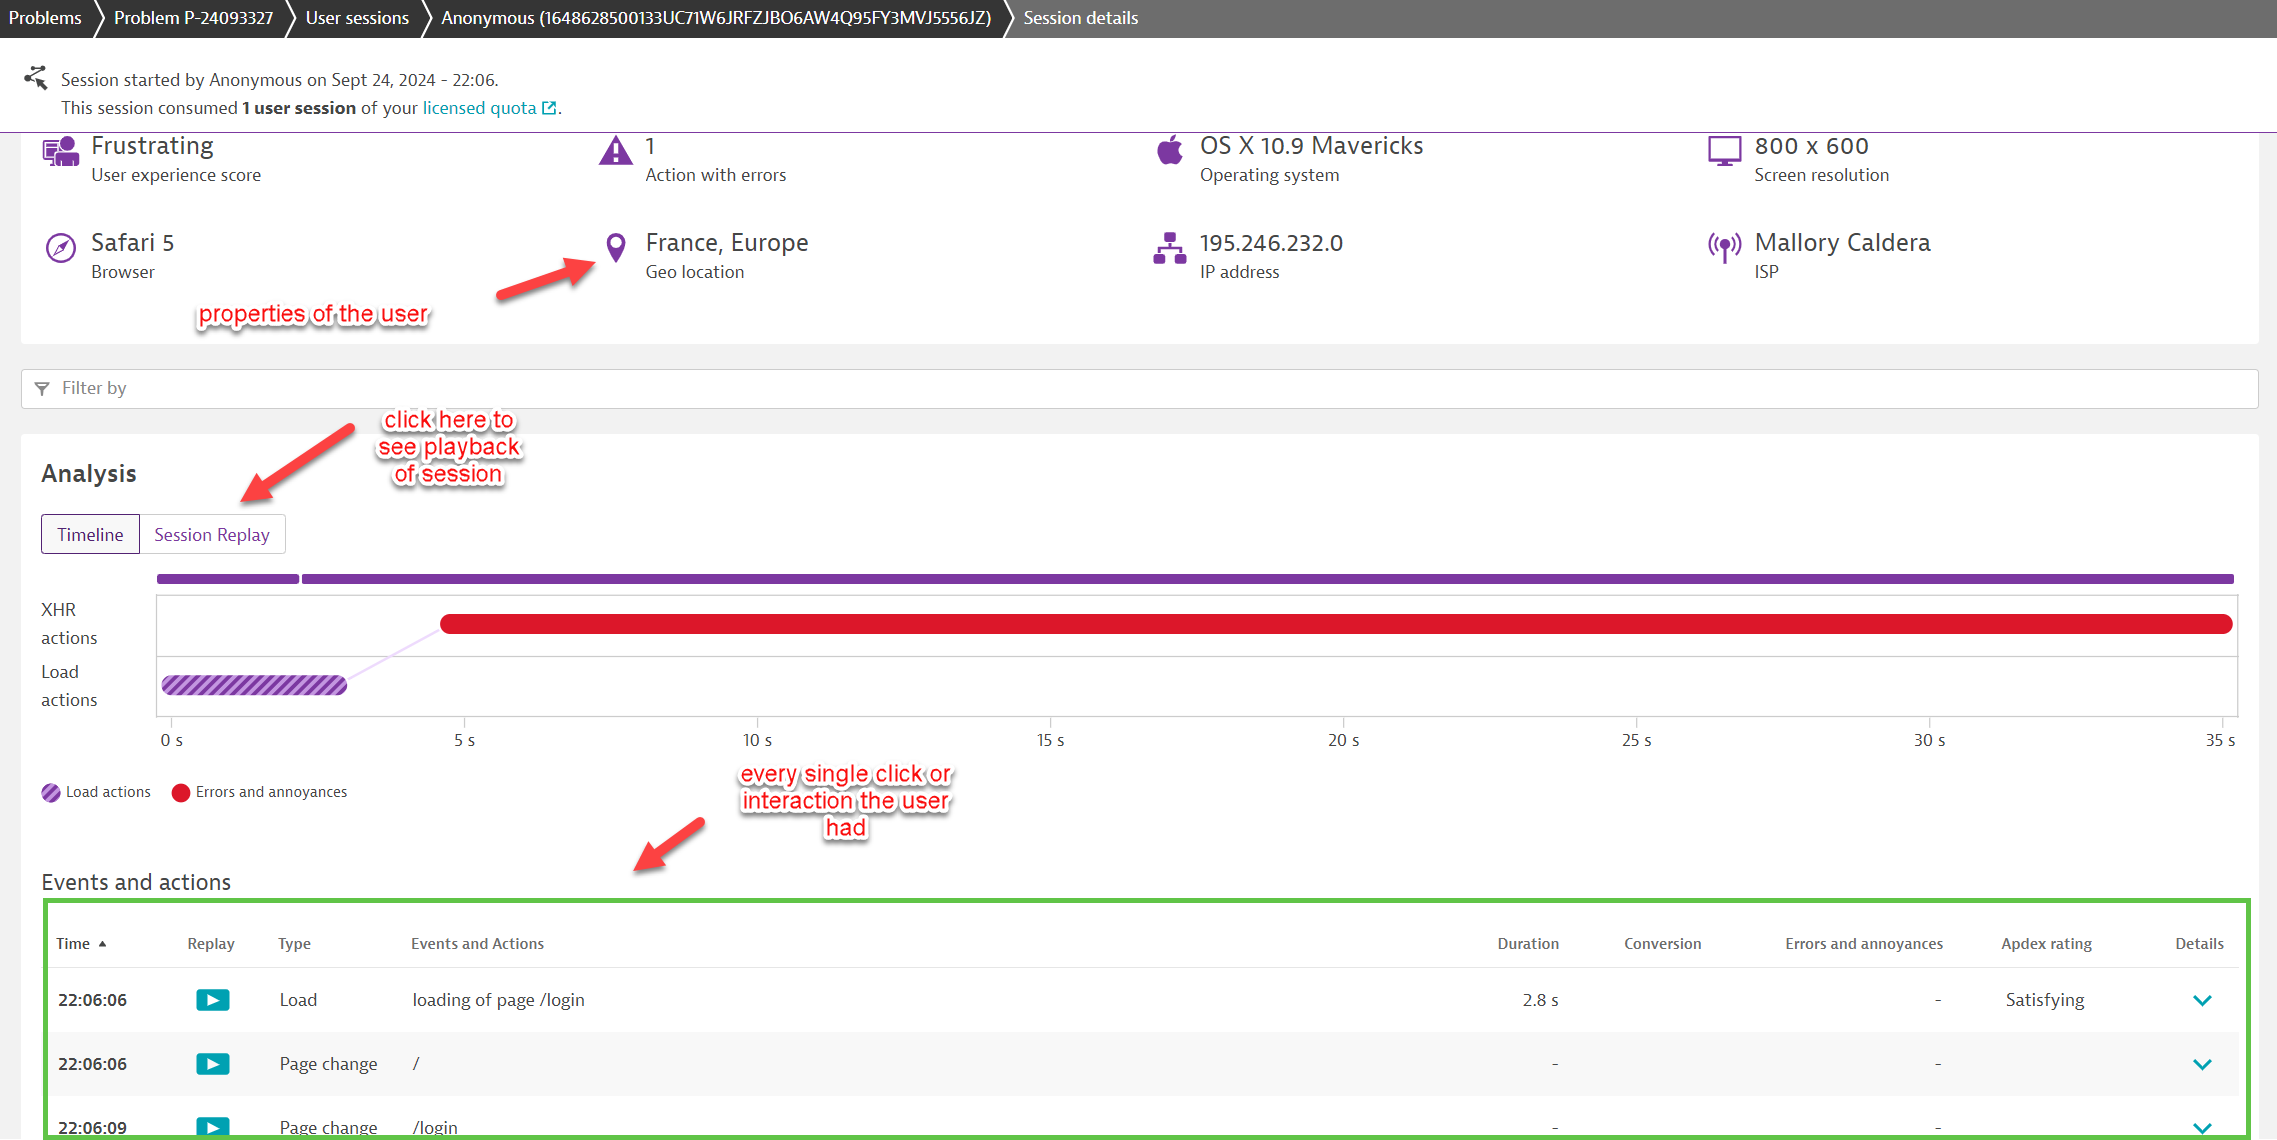 Problems
Problem P-24093327
User sessions
Anonymous (1648628500133UC71W6JRFZJBO6AW4Q95FY3MVJ5556JZ)
Session details
Session started by Anonymous on Sept 24, 2024 - 22:06.
This session consumed 1 user session of your licensed quota.
Frustrating
User experience score
1
Action with errors
OS X 10.9 Mavericks
Operating system
800 x 600
Screen resolution
Safari 5
Browser
France, Europe
Geo location
195.246.232.0
IP address
Mallory Caldera
ISP
properties of the user
Filter by
click here to
see playback
of session
Analysis
Timeline
Session Replay
XHR
actions
Load
actions
0 s
5 s
10 s
15 s
20 s
25 s
30 s
35 s
Load actions
Errors and annoyances
every single click or
interaction the user
had
Events and actions
Time Replay Type Events and Actions Duration Conversion Errors and annoyances Apdex rating Details
22:06:06 Load loading of page /login 2.8 s - Satisfying
22:06:06 Page change / - -
22:06:09 Page change /login - -